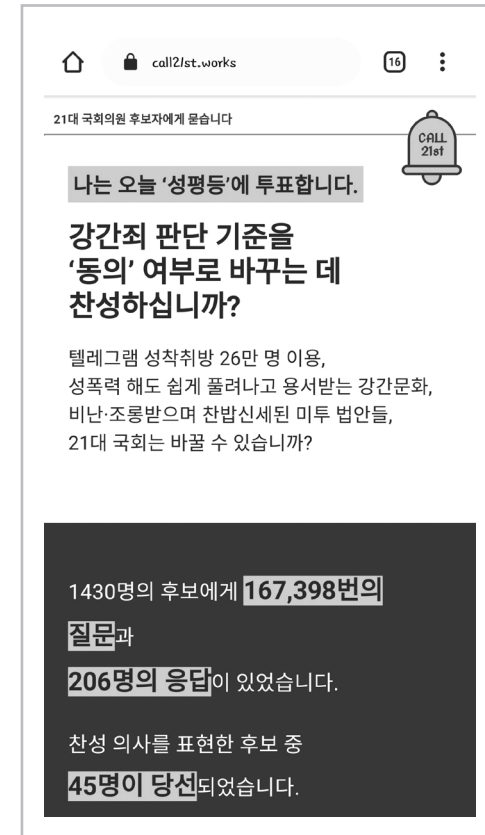 call21st.works
16
21대 국회의원 후보자에게 묻습니다
CALL
21st
나는 오늘 ‘성평등’에 투표합니다.
강간죄 판단 기준을
‘동의’ 여부로 바꾸는 데
찬성하십니까?
텔레그램 성착취방 26만 명 이용,
성폭력 해도 쉽게 풀려나고 용서받는 강간문화,
비난·조롱받으며 찬밥신세된 미투 법안들,
21대 국회는 바꿀 수 있습니까?
1430명의 후보에게 167,398번의
질문과
206명의 응답이 있었습니다.
찬성 의사를 표현한 후보 중
45명이 당선되었습니다.